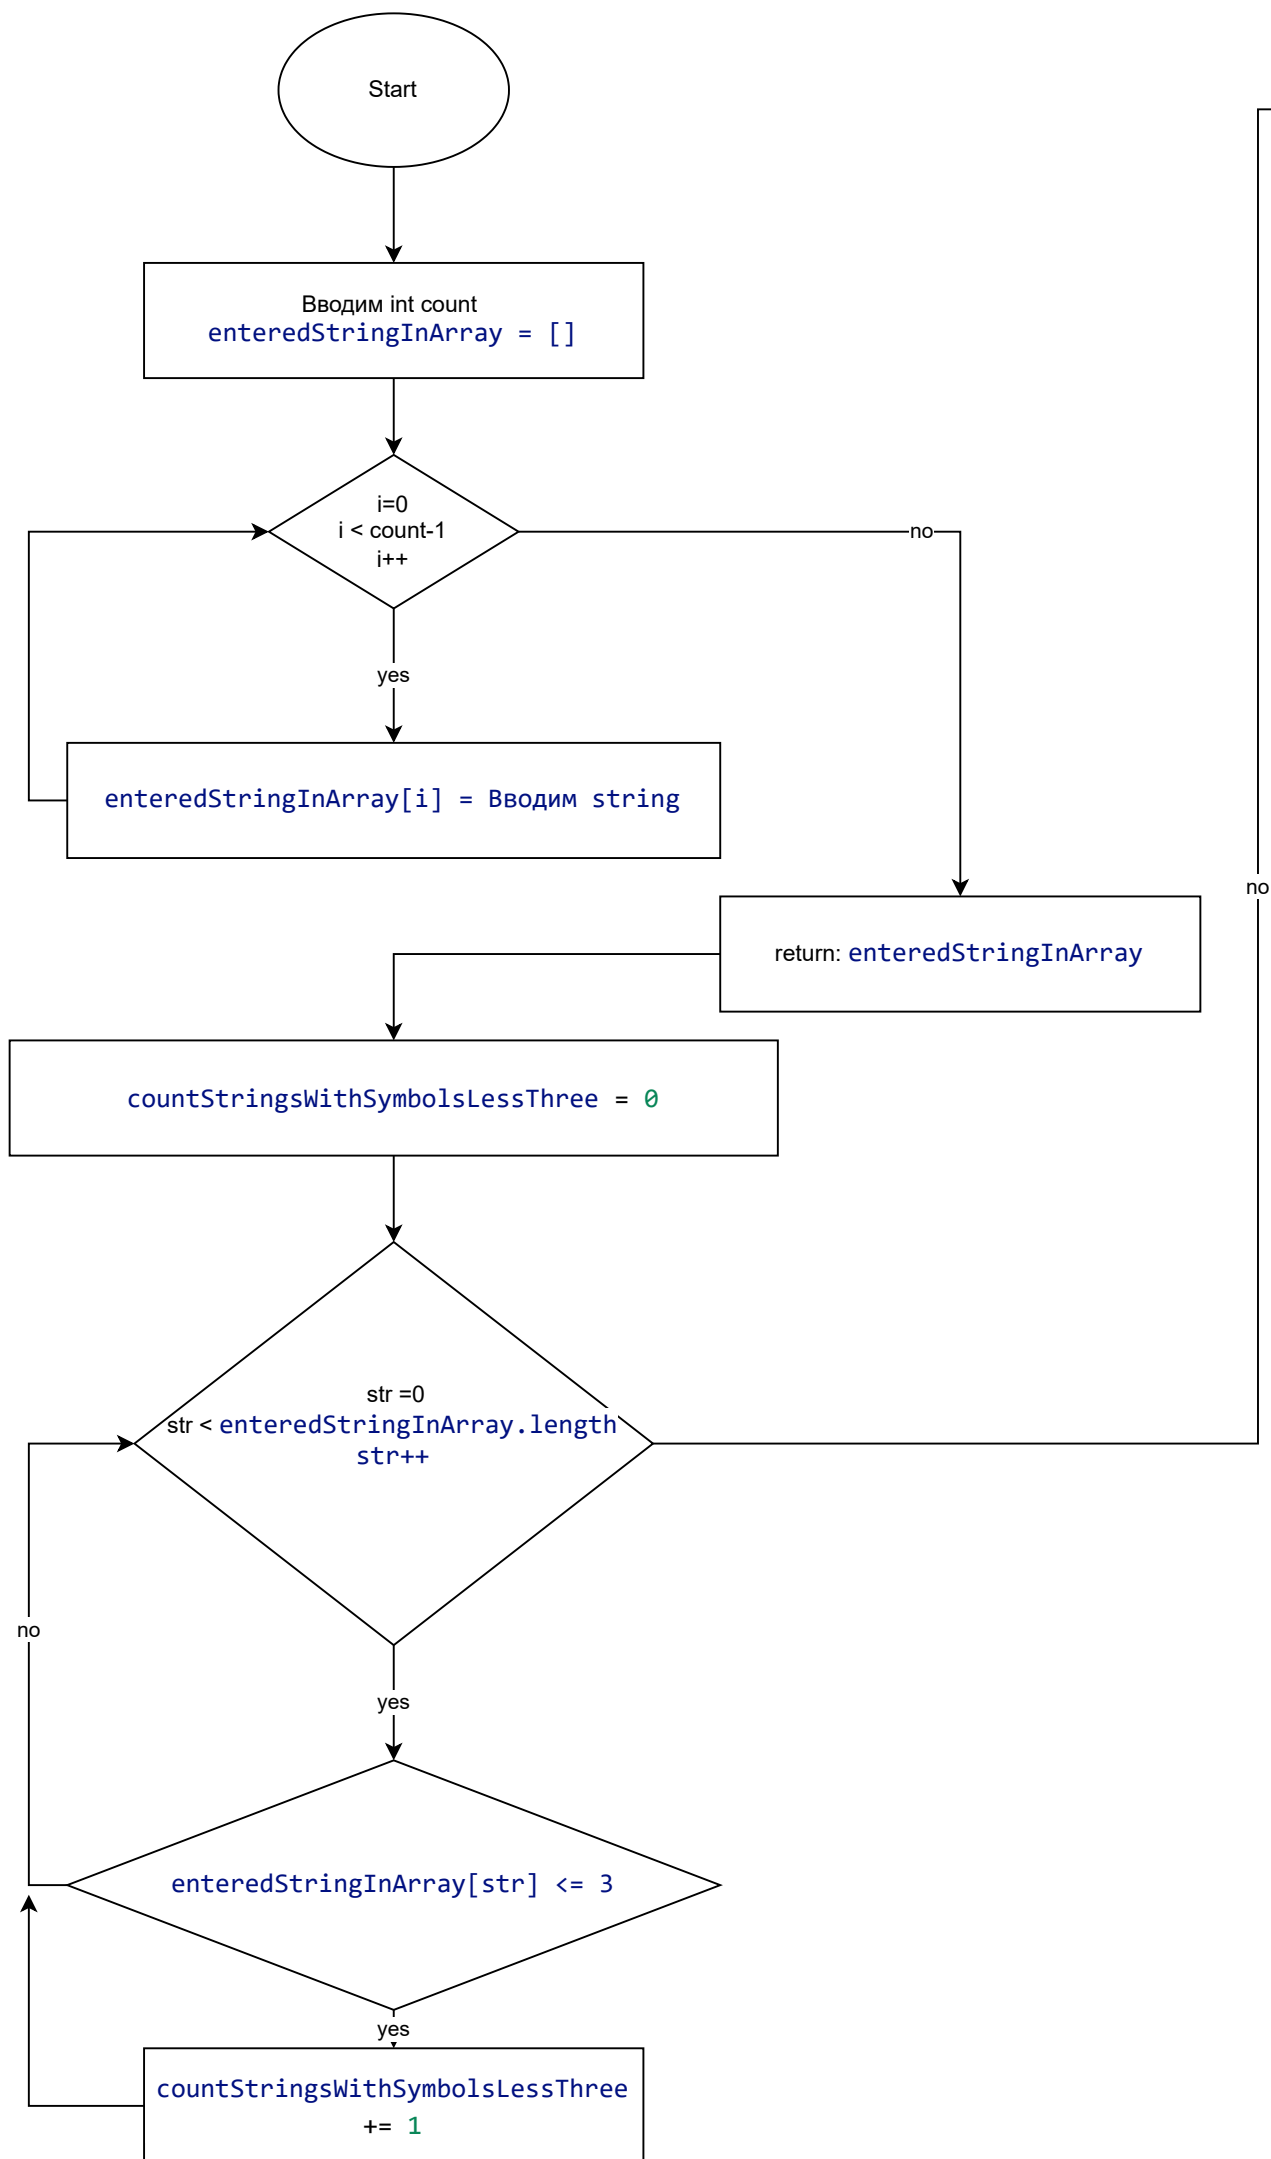 Start
Вводим int count
enteredStringInArray = []
i=0
i < count-1
i++
no
yes
enteredStringInArray[i] = Вводим string
no
return: enteredStringInArray
countStringsWithSymbolsLessThree = 0
str =0
str < enteredStringInArray.length
str++
no
yes
enteredStringInArray[str] <= 3
yes
countStringsWithSymbolsLessThree
+= 1